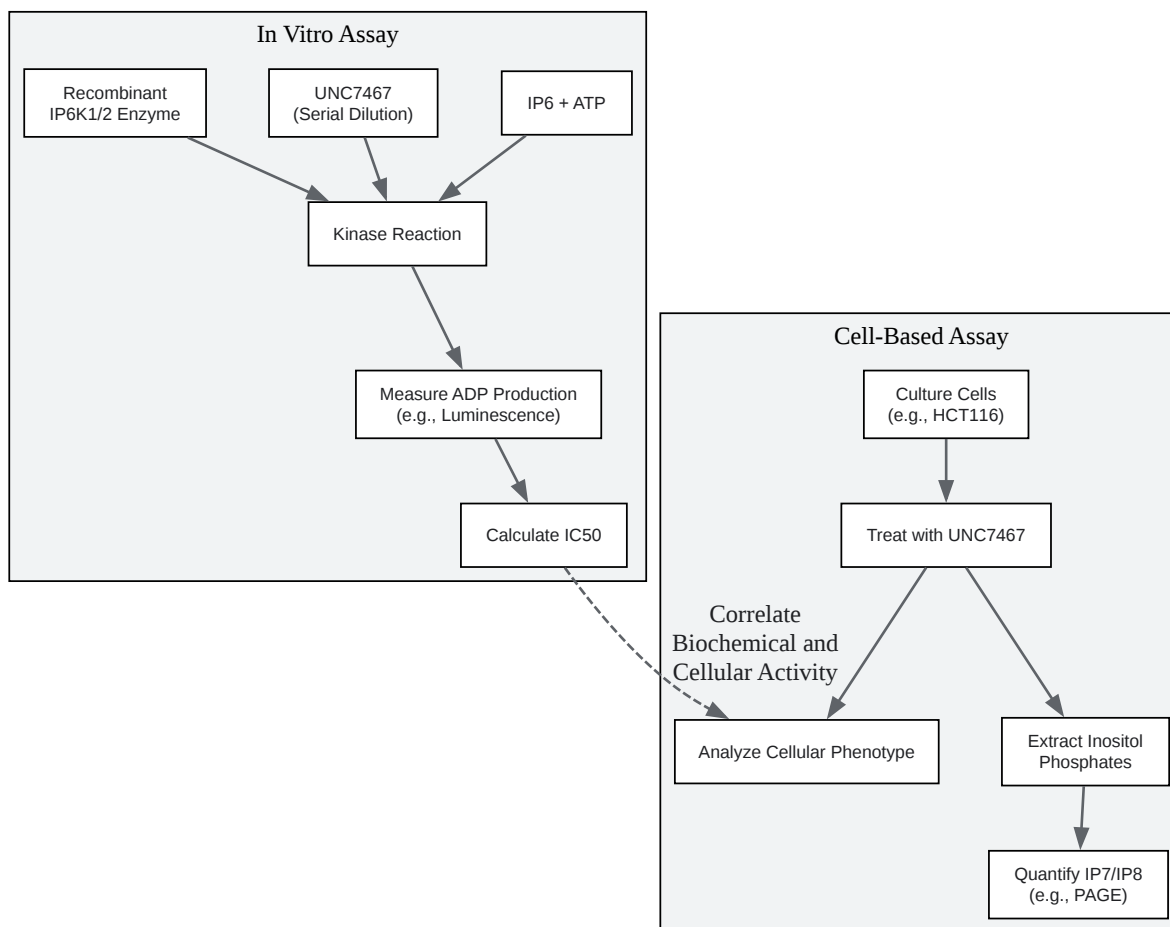 In Vitro Assay
Recombinant
IP6K1/2 Enzyme
UNC7467
(Serial Dilution)
IP6 + ATP
Kinase Reaction
Measure ADP Production
(e.g., Luminescence)
Calculate IC50
Correlate
Biochemical and
Cellular Activity
Cell-Based Assay
Culture Cells
(e.g., HCT116)
Treat with UNC7467
Analyze Cellular Phenotype
Extract Inositol
Phosphates
Quantify IP7/IP8
(e.g., PAGE)